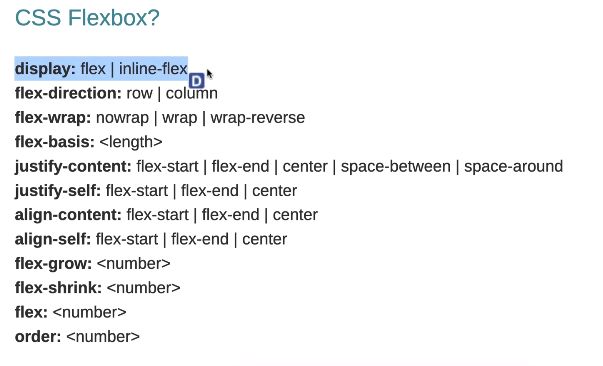 CSS Flexbox?
display: flex | inline-flex
D
flex-direction: row | column
flex-wrap: nowrap | wrap | wrap-reverse
flex-basis: <length>
justify-content: flex-start | flex-end | center | space-between | space-around
justify-self: flex-start | flex-end | center
align-content: flex-start | flex-end | center
align-self: flex-start | flex-end | center
flex-grow: <number>
flex-shrink: <number>
flex: <number>
order: <number>